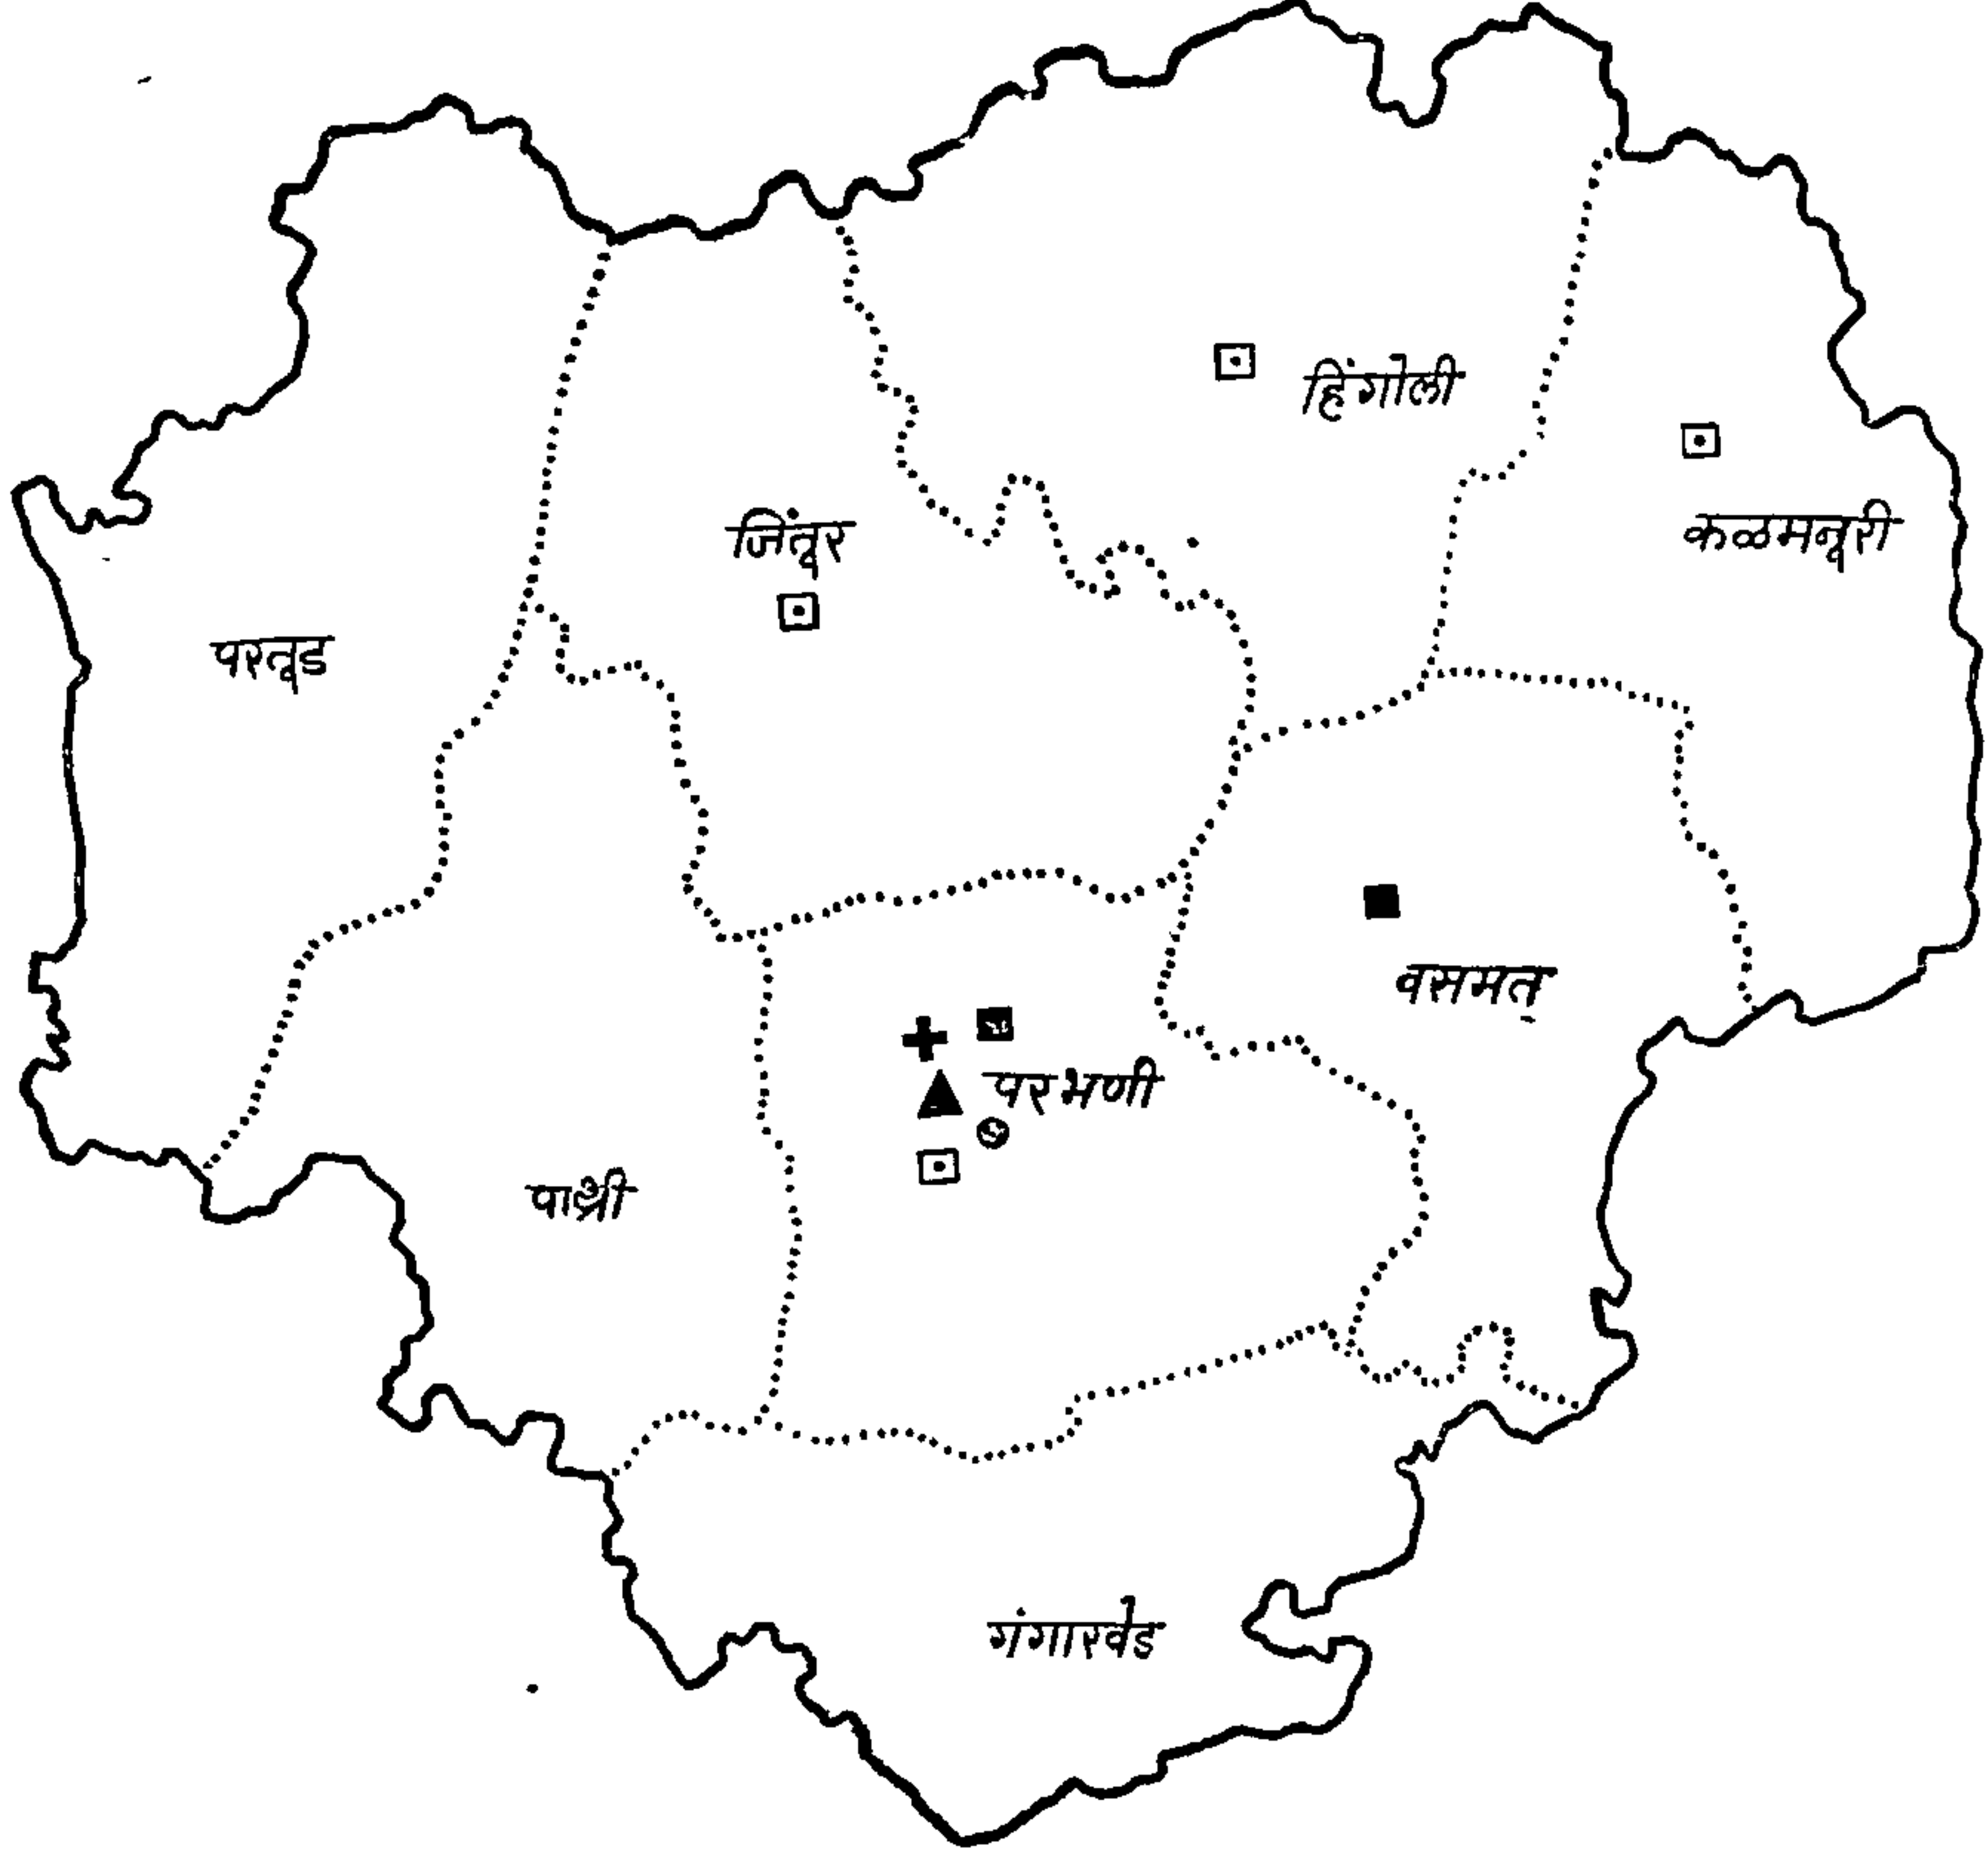 हिंगोली
कळमनूरी
जिंतूर
परतूड
वसमत
परभणी
पाथ्री
गंगाखेड